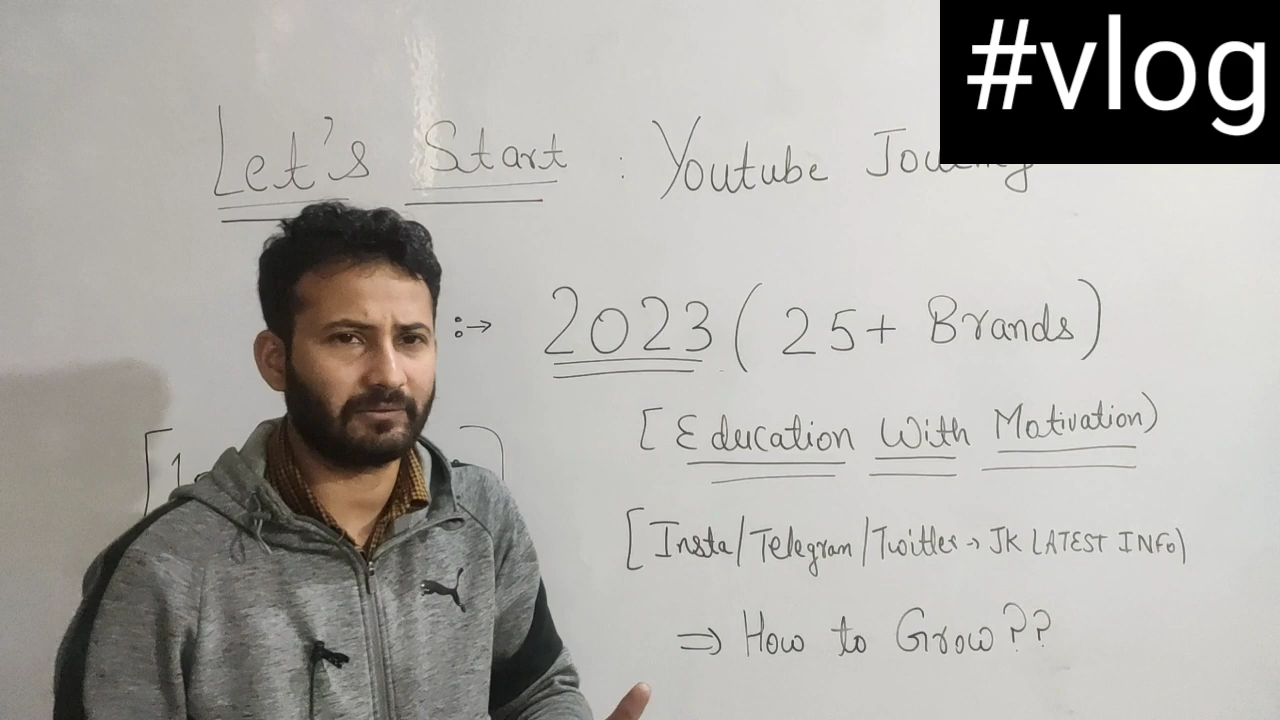 #vlog
Let's Start : Youtube
:→ 2023 ( 25+ Brands)
[Education With Motivation)
[Insta/Telegram/Twitter → JK LATEST INFO)
⇒ How to Grow??